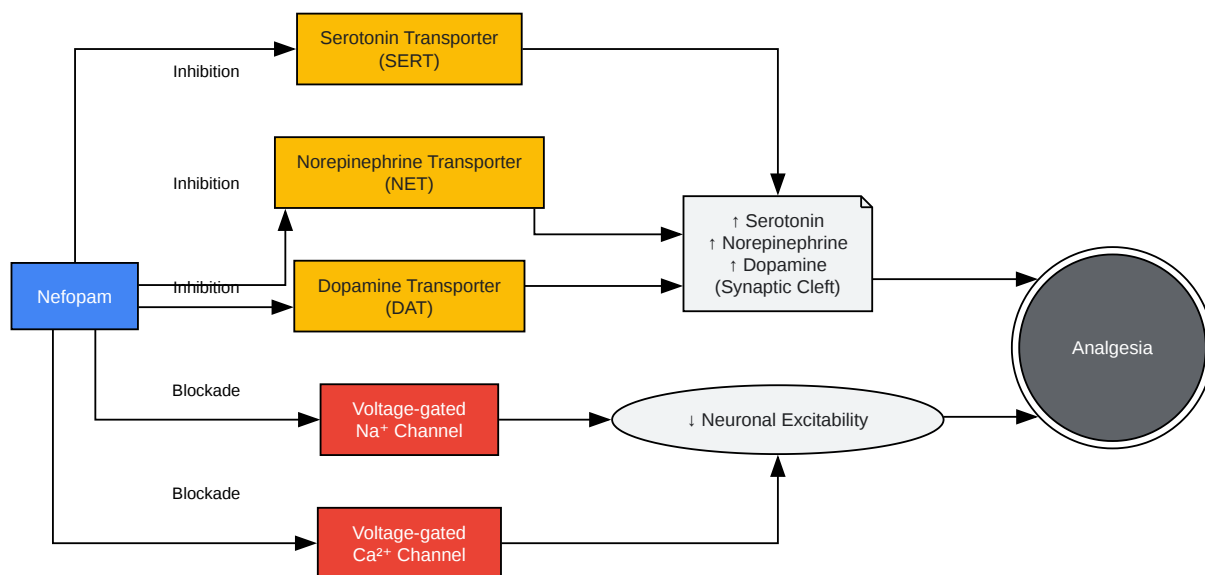 Serotonin Transporter
(SERT)
Inhibition
Norepinephrine Transporter
(NET)
Inhibition
↑ Serotonin
↑ Norepinephrine
↑ Dopamine
(Synaptic Cleft)
Nefopam
Inhibition
Dopamine Transporter
(DAT)
Analgesia
Blockade
Voltage-gated
Na⁺ Channel
↓ Neuronal Excitability
Blockade
Voltage-gated
Ca²⁺ Channel